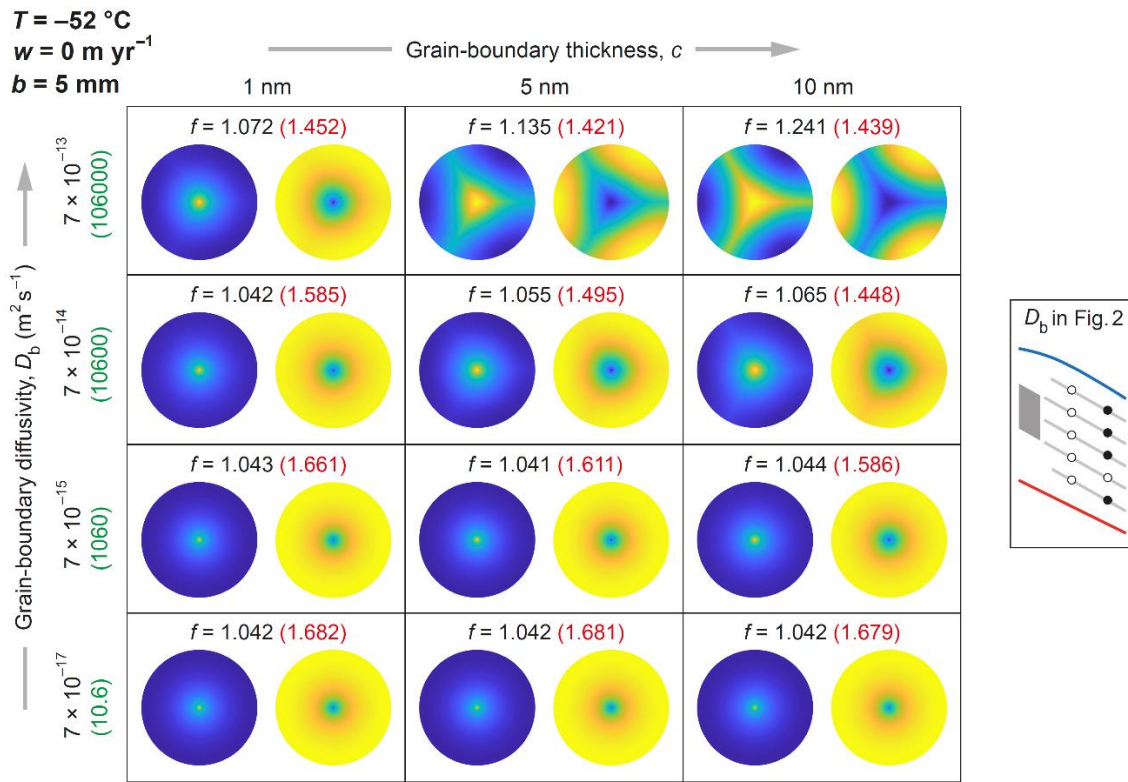 T = –52 °C
w = 0 m yr⁻¹
b = 5 mm
Grain-boundary thickness, c
1 nm 5 nm 10 nm
Grain-boundary diffusivity, D_b (m² s⁻¹)
7 × 10⁻¹³
(106000)
f = 1.072 (1.452) f = 1.135 (1.421) f = 1.241 (1.439)
7 × 10⁻¹⁴
(10600)
f = 1.042 (1.585) f = 1.055 (1.495) f = 1.065 (1.448)
7 × 10⁻¹⁵
(1060)
f = 1.043 (1.661) f = 1.041 (1.611) f = 1.044 (1.586)
7 × 10⁻¹⁷
(10.6)
f = 1.042 (1.682) f = 1.042 (1.681) f = 1.042 (1.679)
D_b in Fig. 2